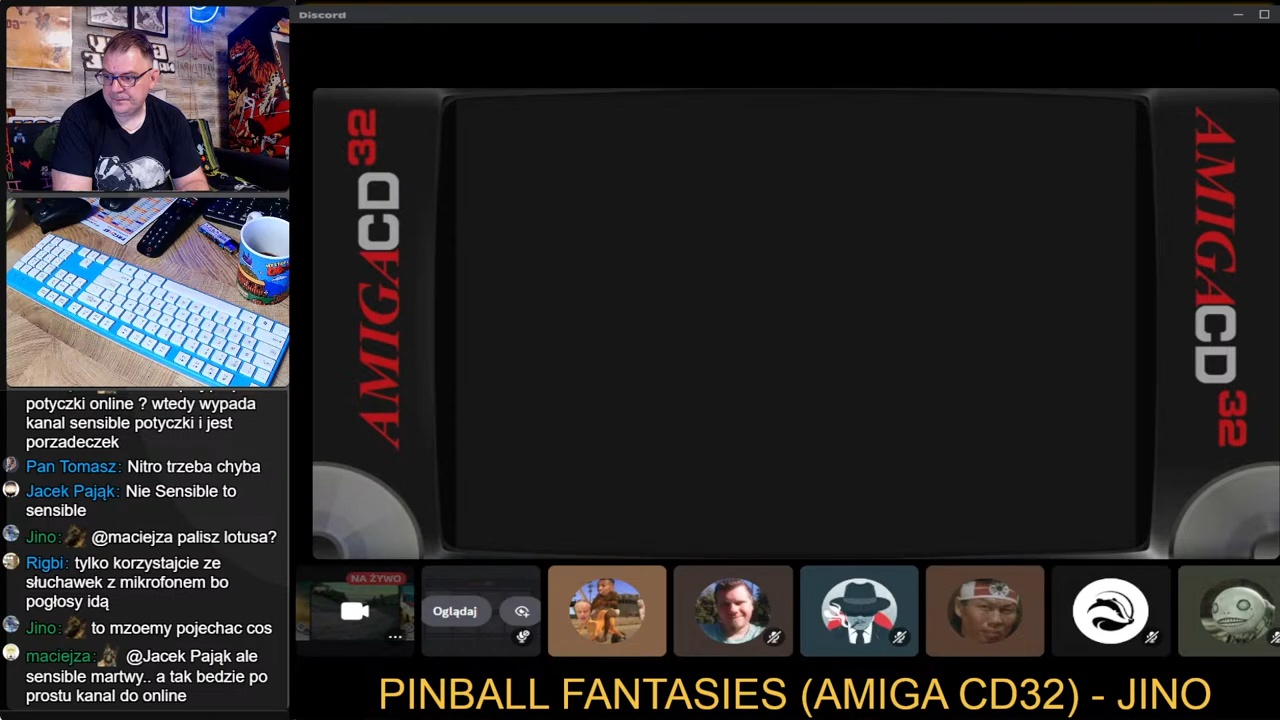 Discord
AMIGA CD 32
AMIGA CD 32
potyczki online ? wtedy wypada
kanal sensible potyczki i jest
porzadeczek
Pan Tomasz: Nitro trzeba chyba
Jacek Pająk: Nie Sensible to
sensible
Jino: @maciejza palisz lotusa?
Rigbi: tylko korzystajcie ze
słuchawek z mikrofonem bo
pogłosy idą
Jino: to mzoemy pojechac cos
maciejza: @Jacek Pająk ale
sensible martwy.. a tak bedzie po
prostu kanal do online
NA ŻYWO
Oglądaj
PINBALL FANTASIES (AMIGA CD32) - JINO